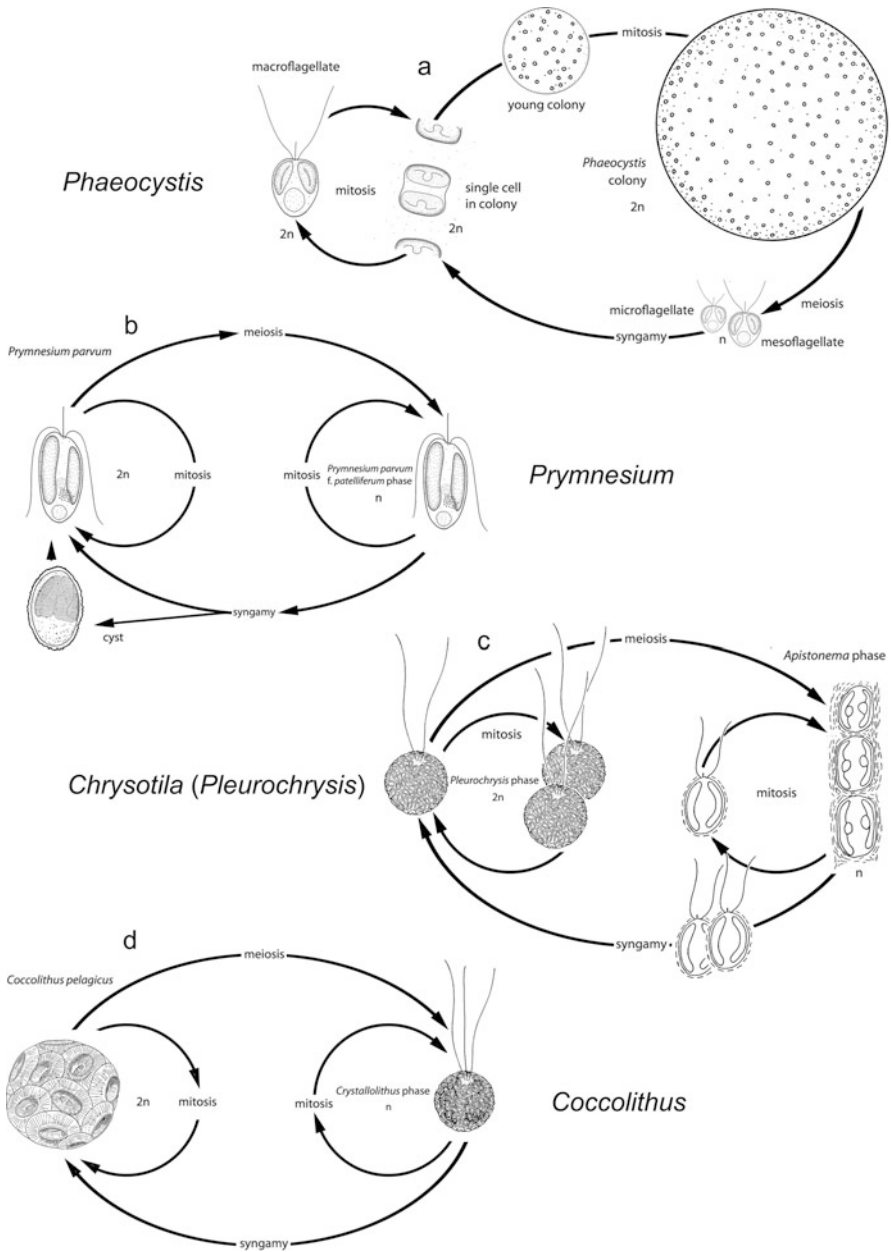 a
macroflagellate
mitosis
young colony
Phaeocystis
colony
2n
Phaeocystis
mitosis
single cell
in colony
2n
2n
meiosis
microflagellate
n
syngamy
mesoflagellate
b
Prymnesium parvum
meiosis
2n
mitosis
mitosis
Prymnesium parvum
f. patelliferum phase
n
Prymnesium
syngamy
cyst
c
meiosis
Apistonema phase
mitosis
Chrysotila (Pleurochrysis)
Pleurochrysis phase
2n
mitosis
n
syngamy
d
meiosis
Coccolithus pelagicus
2n
mitosis
mitosis
Crystallolithus phase
n
Coccolithus
syngamy